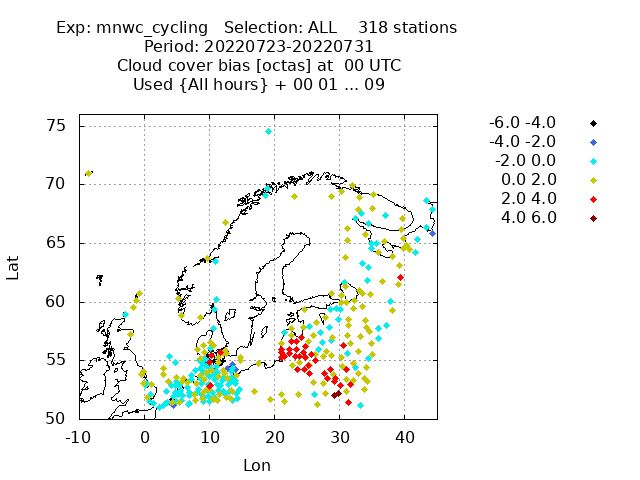 Exp: mnwc_cycling   Selection: ALL    318 stations
Period: 20220723-20220731
Cloud cover bias [octas] at  00 UTC
Used {All hours} + 00 01 ... 09
-6.0 -4.0
-4.0 -2.0
-2.0 0.0
0.0 2.0
2.0 4.0
4.0 6.0
75
70
65
60
55
50
Lat
-10 0 10 20 30 40
Lon